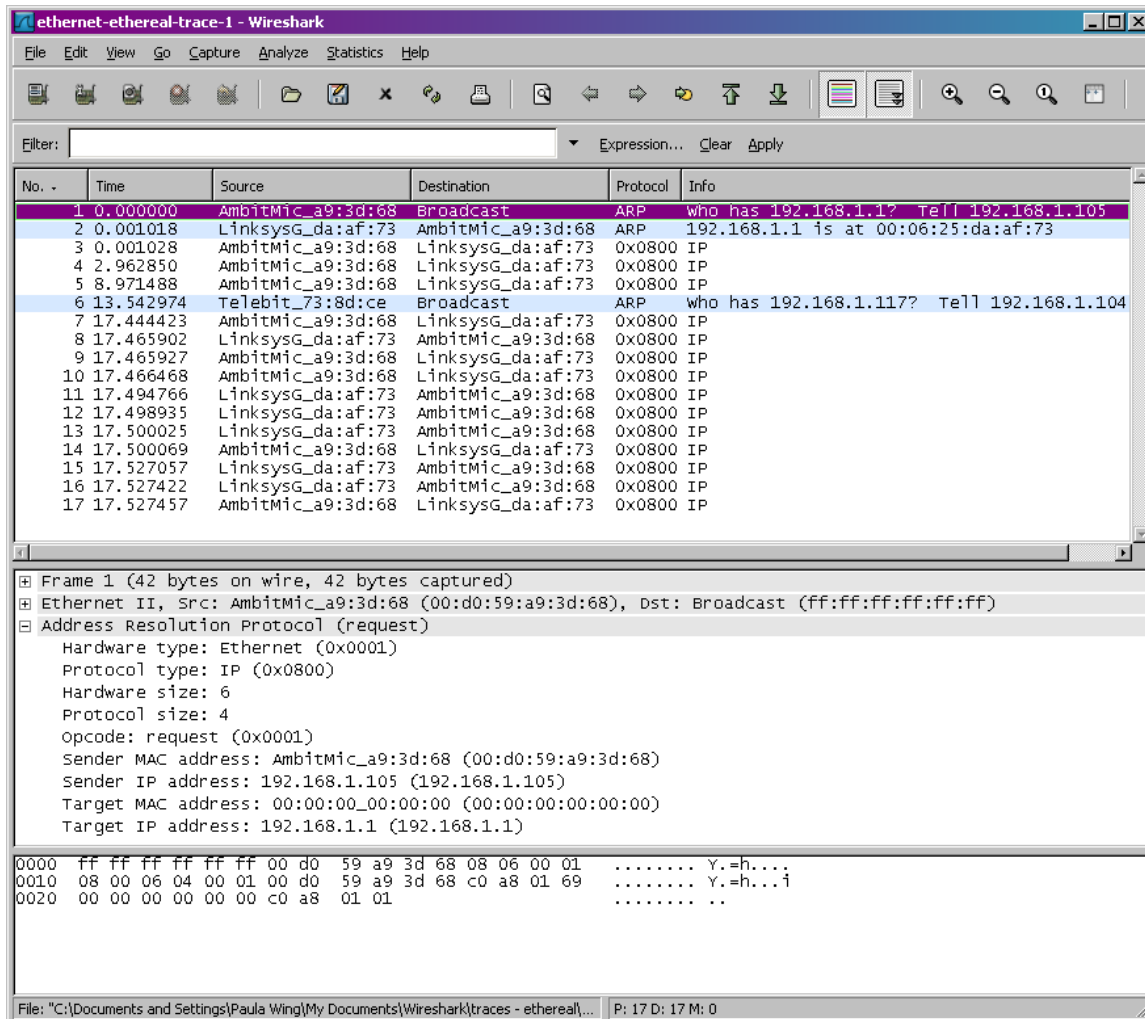 ethernet-ethereal-trace-1 - Wireshark
File Edit View Go Capture Analyze Statistics Help
Filter: Expression... Clear Apply
No. Time Source Destination Protocol Info
1 0.000000 AmbitMic_a9:3d:68 Broadcast ARP who has 192.168.1.1? Tell 192.168.1.105
2 0.001018 LinksysG_da:af:73 AmbitMic_a9:3d:68 ARP 192.168.1.1 is at 00:06:25:da:af:73
3 0.001028 AmbitMic_a9:3d:68 LinksysG_da:af:73 0x0800 IP
4 2.962850 AmbitMic_a9:3d:68 LinksysG_da:af:73 0x0800 IP
5 8.971488 AmbitMic_a9:3d:68 LinksysG_da:af:73 0x0800 IP
6 13.542974 Telebit_73:8d:ce Broadcast ARP who has 192.168.1.117? Tell 192.168.1.104
7 17.444423 AmbitMic_a9:3d:68 LinksysG_da:af:73 0x0800 IP
8 17.465902 LinksysG_da:af:73 AmbitMic_a9:3d:68 0x0800 IP
9 17.465927 AmbitMic_a9:3d:68 LinksysG_da:af:73 0x0800 IP
10 17.466468 AmbitMic_a9:3d:68 LinksysG_da:af:73 0x0800 IP
11 17.494766 LinksysG_da:af:73 AmbitMic_a9:3d:68 0x0800 IP
12 17.498935 LinksysG_da:af:73 AmbitMic_a9:3d:68 0x0800 IP
13 17.500025 LinksysG_da:af:73 AmbitMic_a9:3d:68 0x0800 IP
14 17.500069 AmbitMic_a9:3d:68 LinksysG_da:af:73 0x0800 IP
15 17.527057 LinksysG_da:af:73 AmbitMic_a9:3d:68 0x0800 IP
16 17.527422 LinksysG_da:af:73 AmbitMic_a9:3d:68 0x0800 IP
17 17.527457 AmbitMic_a9:3d:68 LinksysG_da:af:73 0x0800 IP
Frame 1 (42 bytes on wire, 42 bytes captured)
Ethernet II, Src: AmbitMic_a9:3d:68 (00:d0:59:a9:3d:68), Dst: Broadcast (ff:ff:ff:ff:ff:ff)
Address Resolution Protocol (request)
Hardware type: Ethernet (0x0001)
Protocol type: IP (0x0800)
Hardware size: 6
Protocol size: 4
Opcode: request (0x0001)
Sender MAC address: AmbitMic_a9:3d:68 (00:d0:59:a9:3d:68)
Sender IP address: 192.168.1.105 (192.168.1.105)
Target MAC address: 00:00:00_00:00:00 (00:00:00:00:00:00)
Target IP address: 192.168.1.1 (192.168.1.1)
0000 ff ff ff ff ff ff 00 d0 59 a9 3d 68 08 06 00 01 ........ Y.=h....
0010 08 00 06 04 00 01 00 d0 59 a9 3d 68 c0 a8 01 69 ........ Y.=h...i
0020 00 00 00 00 00 00 c0 a8 01 01 ........ ..
File: "C:\Documents and Settings\Paula Wing\My Documents\Wireshark\traces - ethereal\... P: 17 D: 17 M: 0